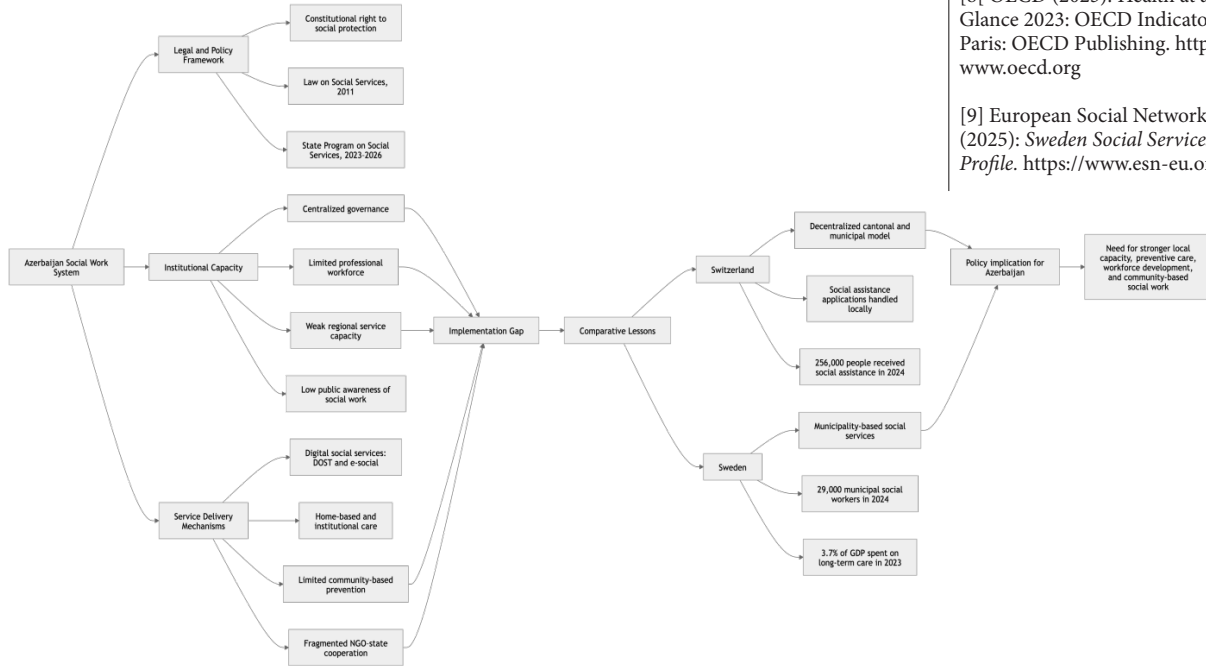 [8] OECD (2023): Health at a
Glance 2023: OECD Indicato
Paris: OECD Publishing. http
www.oecd.org
[9] European Social Network
(2025): Sweden Social Service
Profile. https://www.esn-eu.or
Constitutional right to
social protection
Legal and Policy
Framework
Law on Social Services,
2011
State Program on Social
Services, 2023-2026
Centralized governance
Azerbaijan Social Work
System
Institutional Capacity
Limited professional
workforce
Weak regional service
capacity
Low public awareness of
social work
Digital social services:
DOST and e-social
Service Delivery
Mechanisms
Home-based and
institutional care
Limited community-based
prevention
Fragmented NGO-state
cooperation
Implementation Gap
Comparative Lessons
Switzerland
Decentralized cantonal and
municipal model
Social assistance
applications handled
locally
256,000 people received
social assistance in 2024
Sweden
Municipality-based social
services
29,000 municipal social
workers in 2024
3.7% of GDP spent on
long-term care in 2023
Policy implication for
Azerbaijan
Need for stronger local
capacity, preventive care,
workforce development,
and community-based
social work